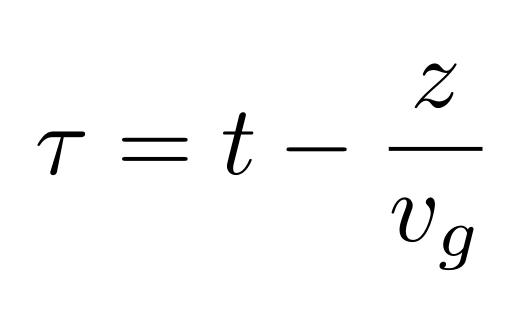 τ = t − z/v_g